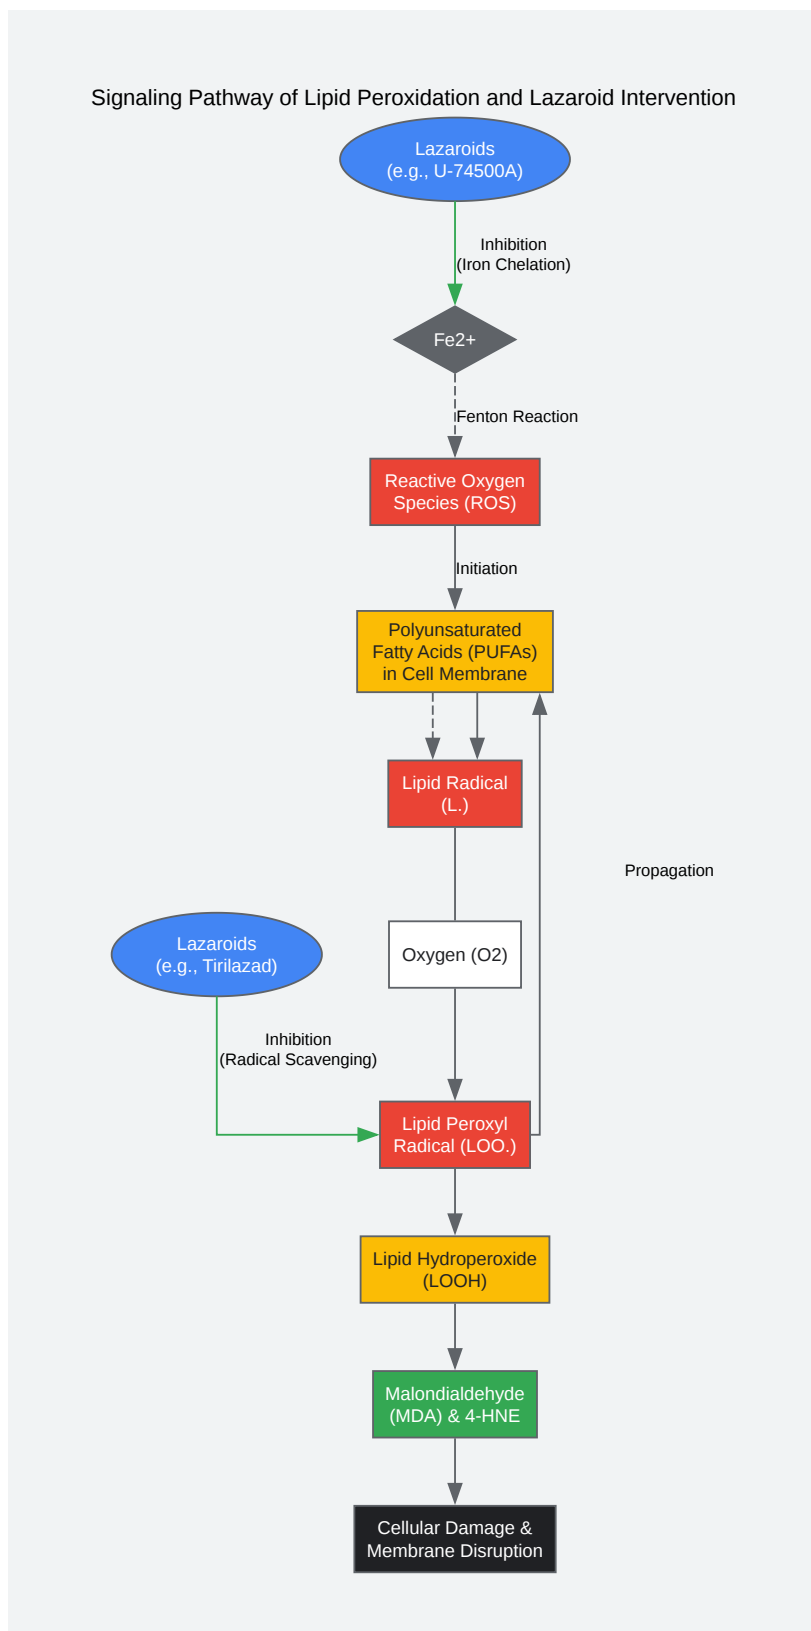 Signaling Pathway of Lipid Peroxidation and Lazaroid Intervention
Lazaroids
(e.g., U-74500A)
Inhibition
(Iron Chelation)
Fe2+
Fenton Reaction
Reactive Oxygen
Species (ROS)
Initiation
Polyunsaturated
Fatty Acids (PUFAs)
in Cell Membrane
Lipid Radical
(L.)
Propagation
Lazaroids
(e.g., Tirilazad)
Oxygen (O2)
Inhibition
(Radical Scavenging)
Lipid Peroxyl
Radical (LOO.)
Lipid Hydroperoxide
(LOOH)
Malondialdehyde
(MDA) & 4-HNE
Cellular Damage &
Membrane Disruption